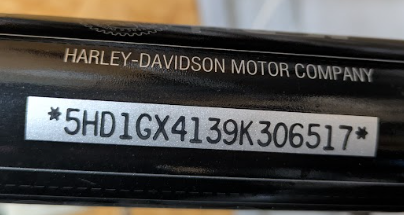 HARLEY-DAVIDSON MOTOR COMPANY
*5HD1GX4139K306517*